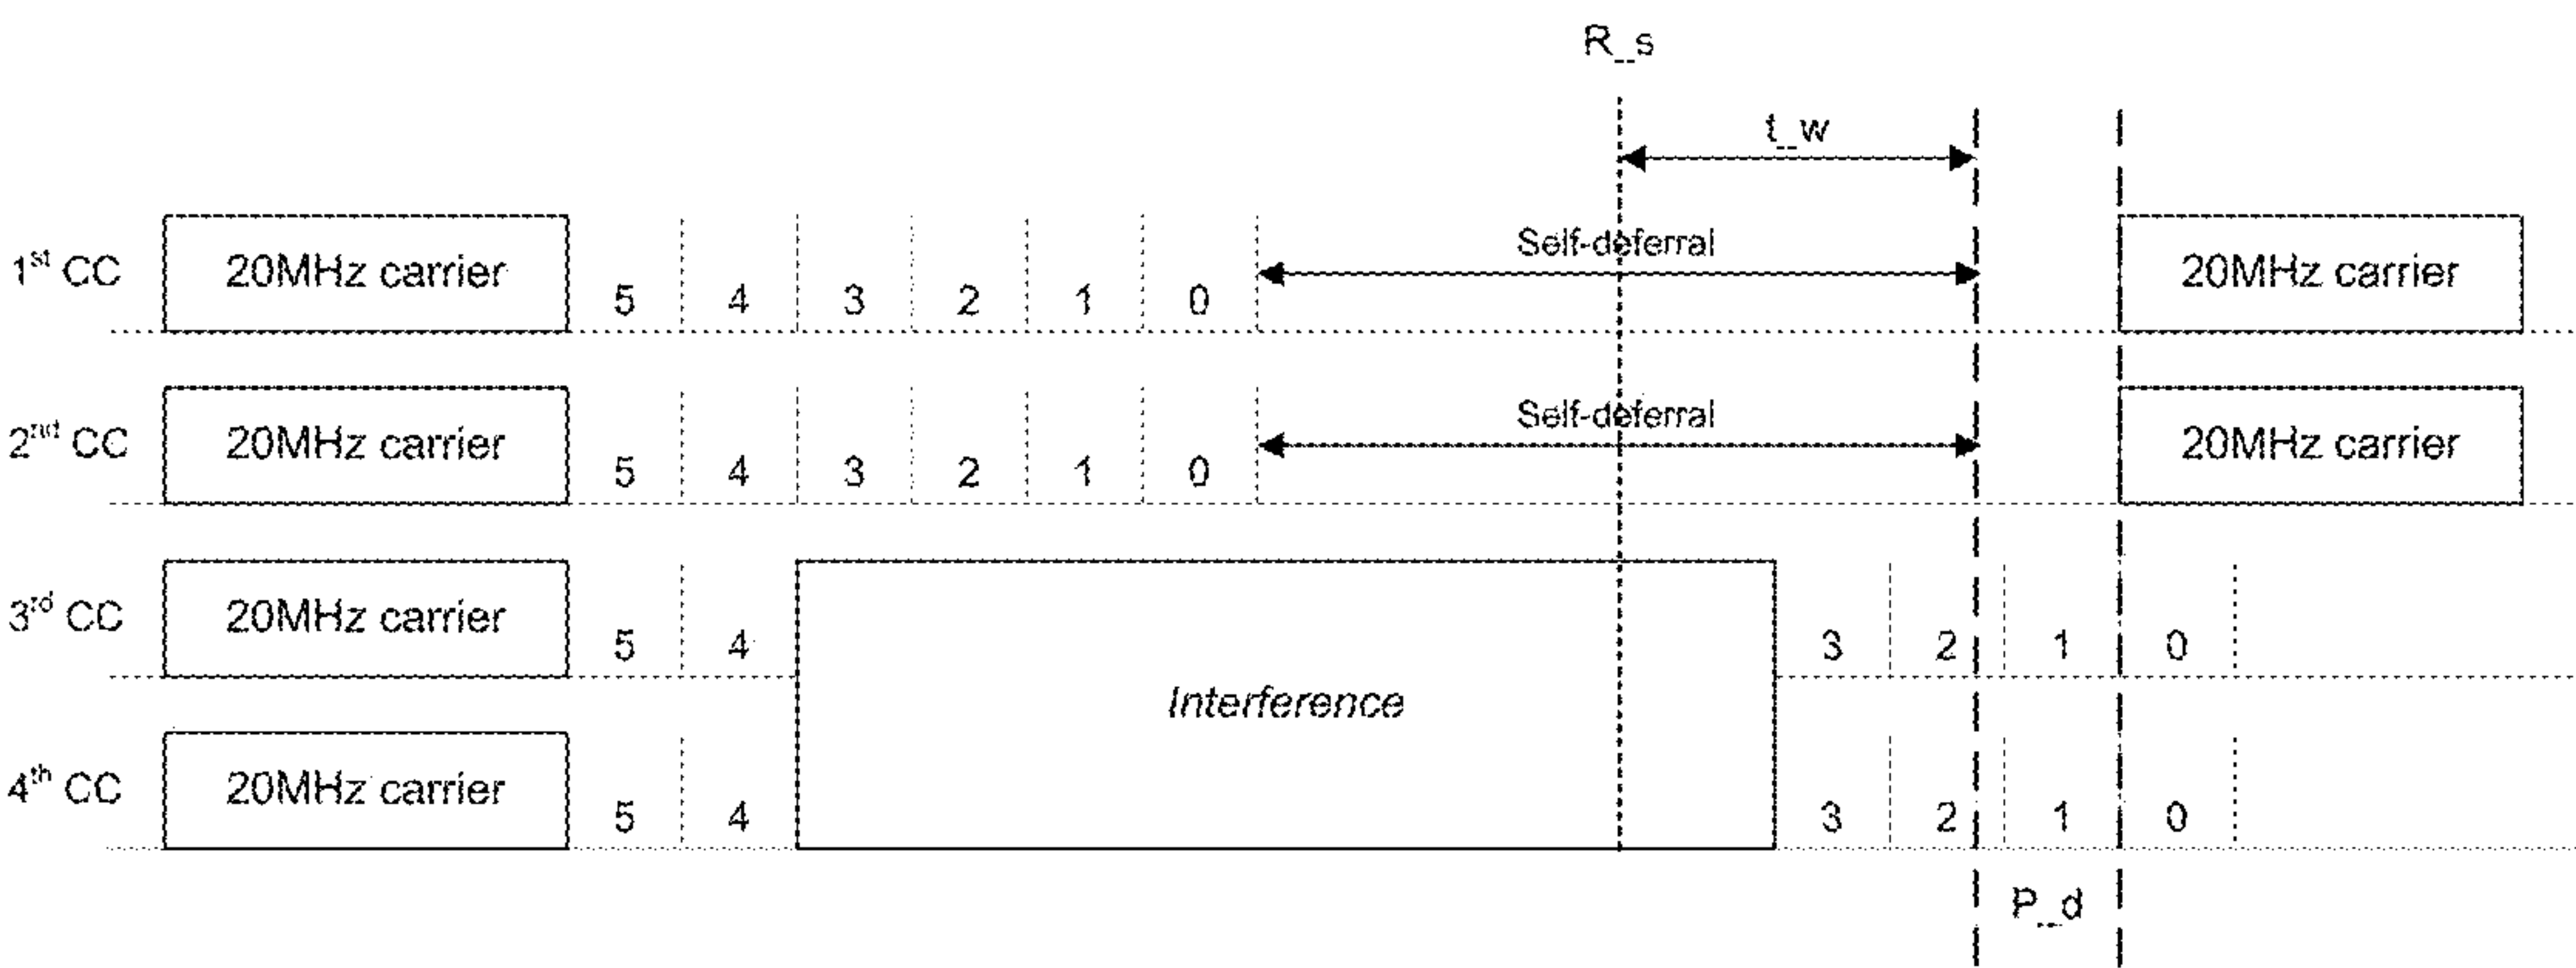 R_s
t_w
1st CC 20MHz carrier 5 4 3 2 1 0 Self-deferral 20MHz carrier
2nd CC 20MHz carrier 5 4 3 2 1 0 Self-deferral 20MHz carrier
3rd CC 20MHz carrier 5 4 3 2 1 0
Interference
4th CC 20MHz carrier 5 4 3 2 1 0
P_d